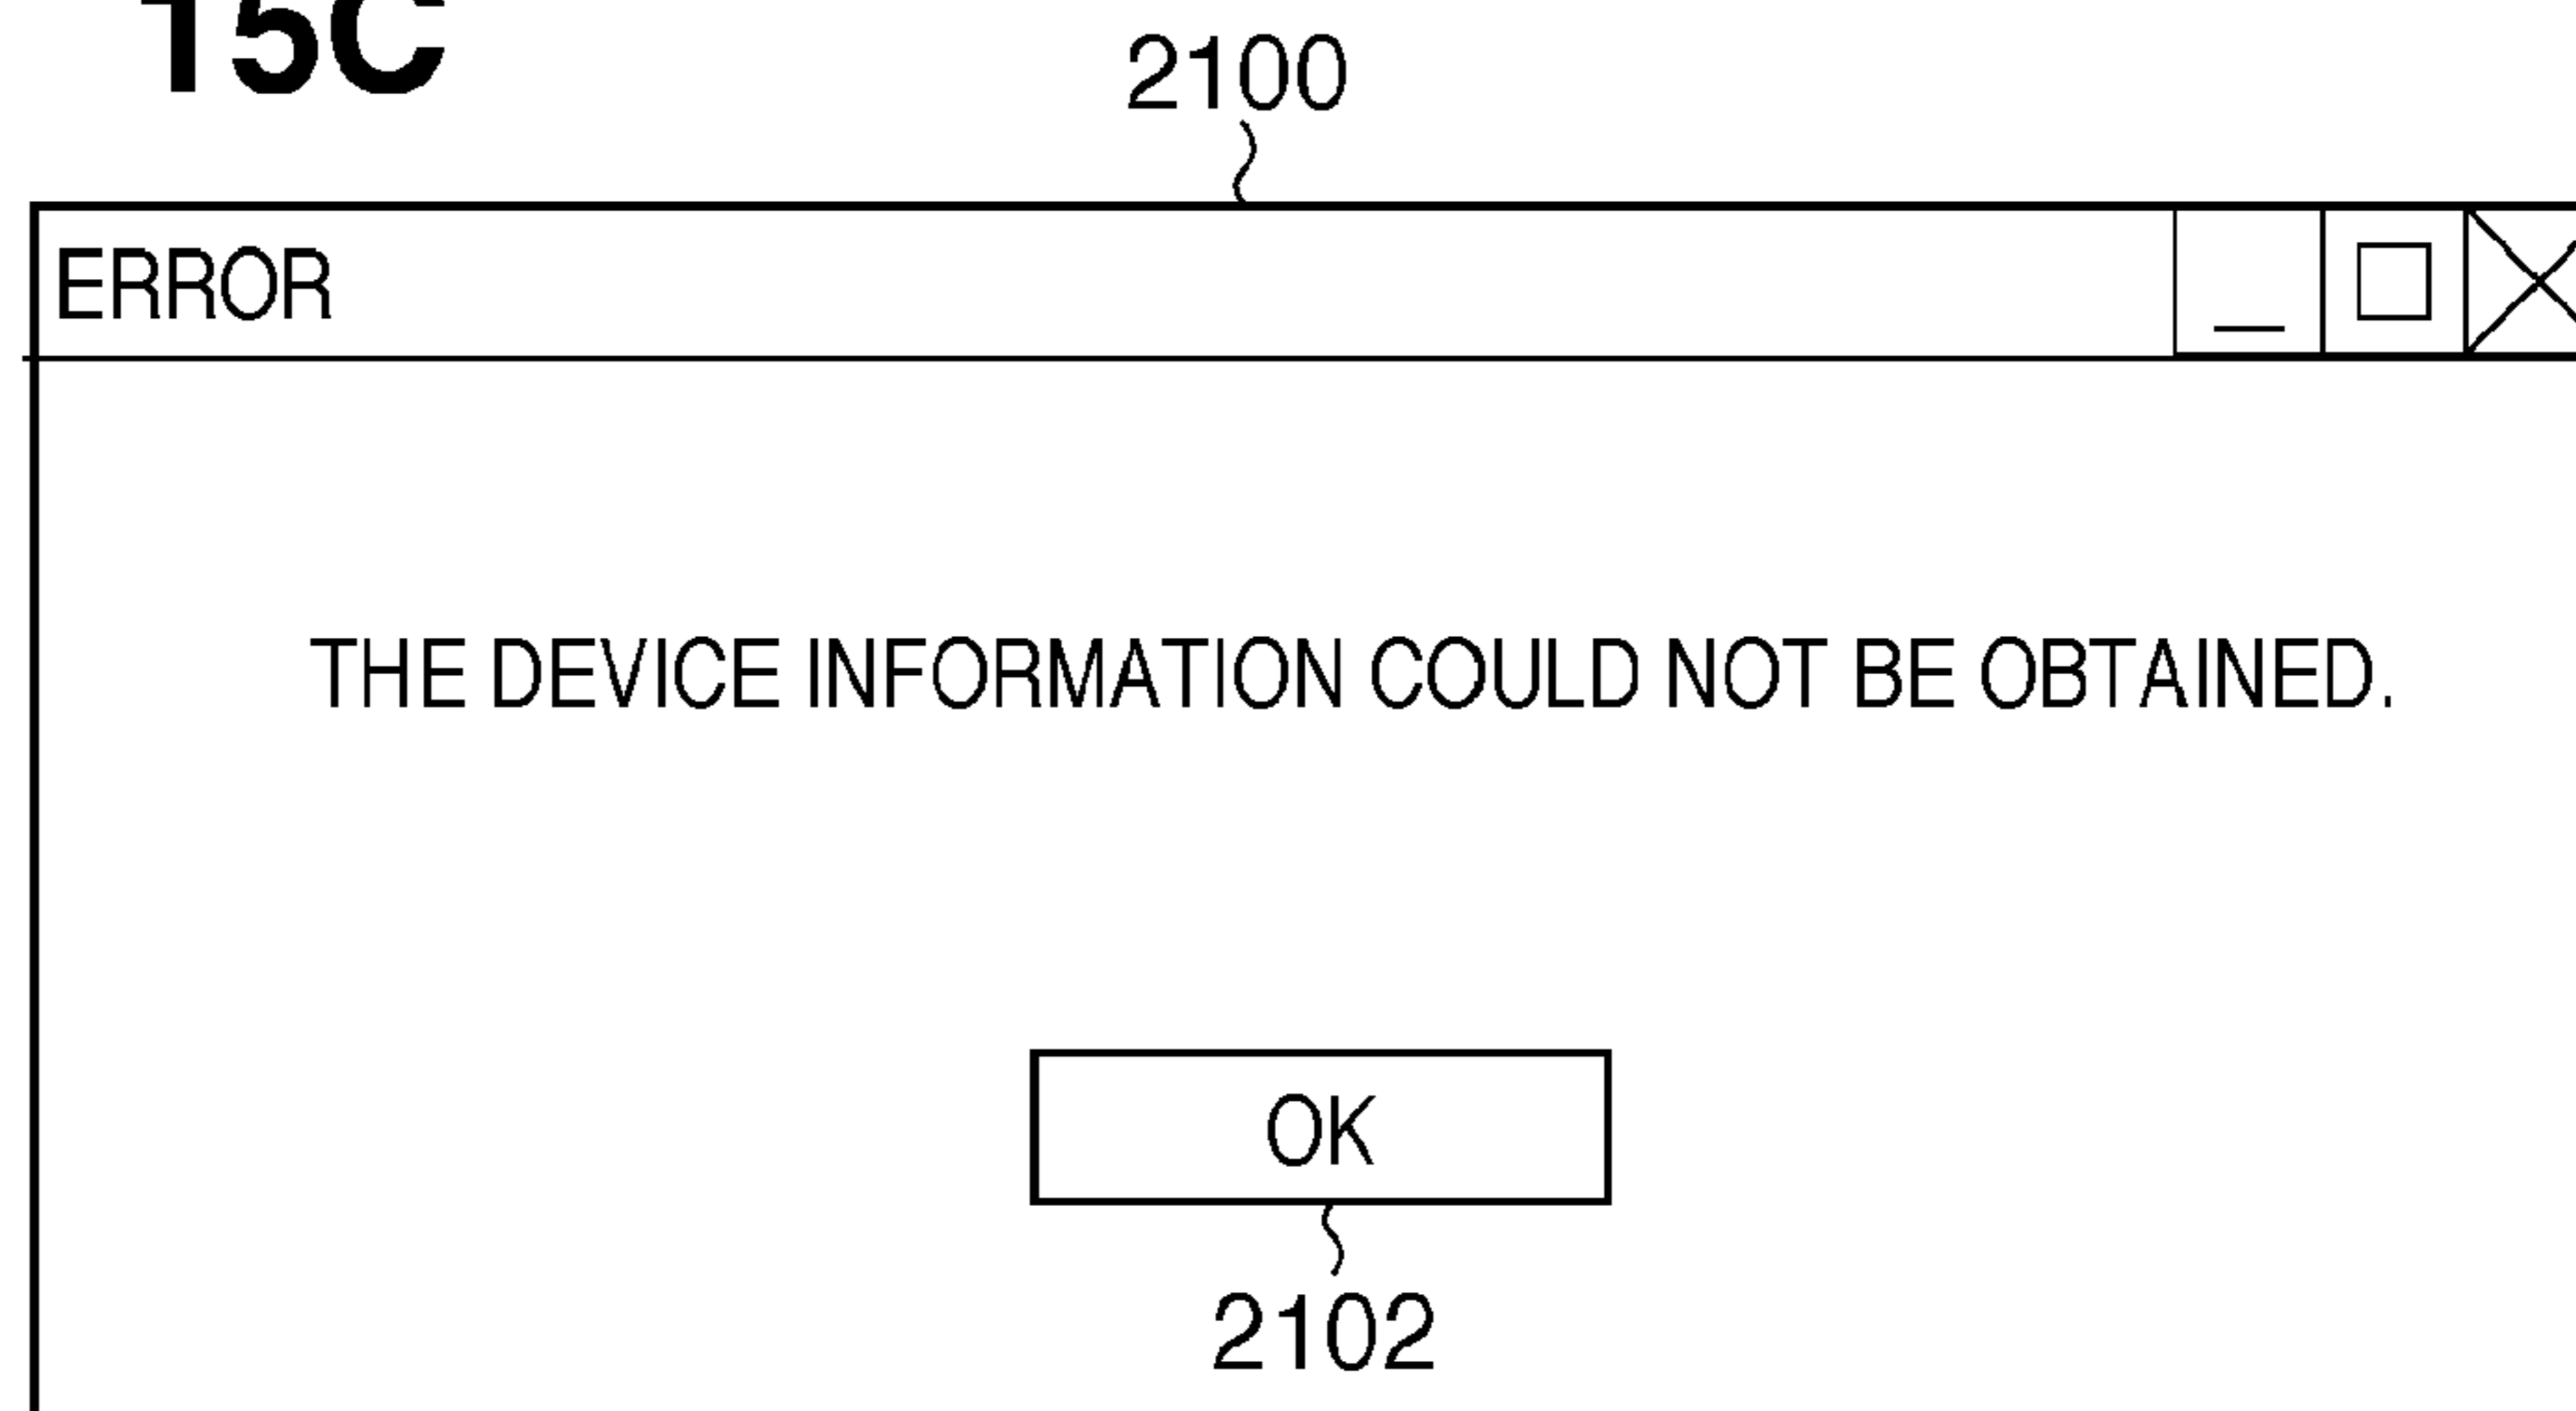 15C
2100
ERROR
THE DEVICE INFORMATION COULD NOT BE OBTAINED.
OK
2102